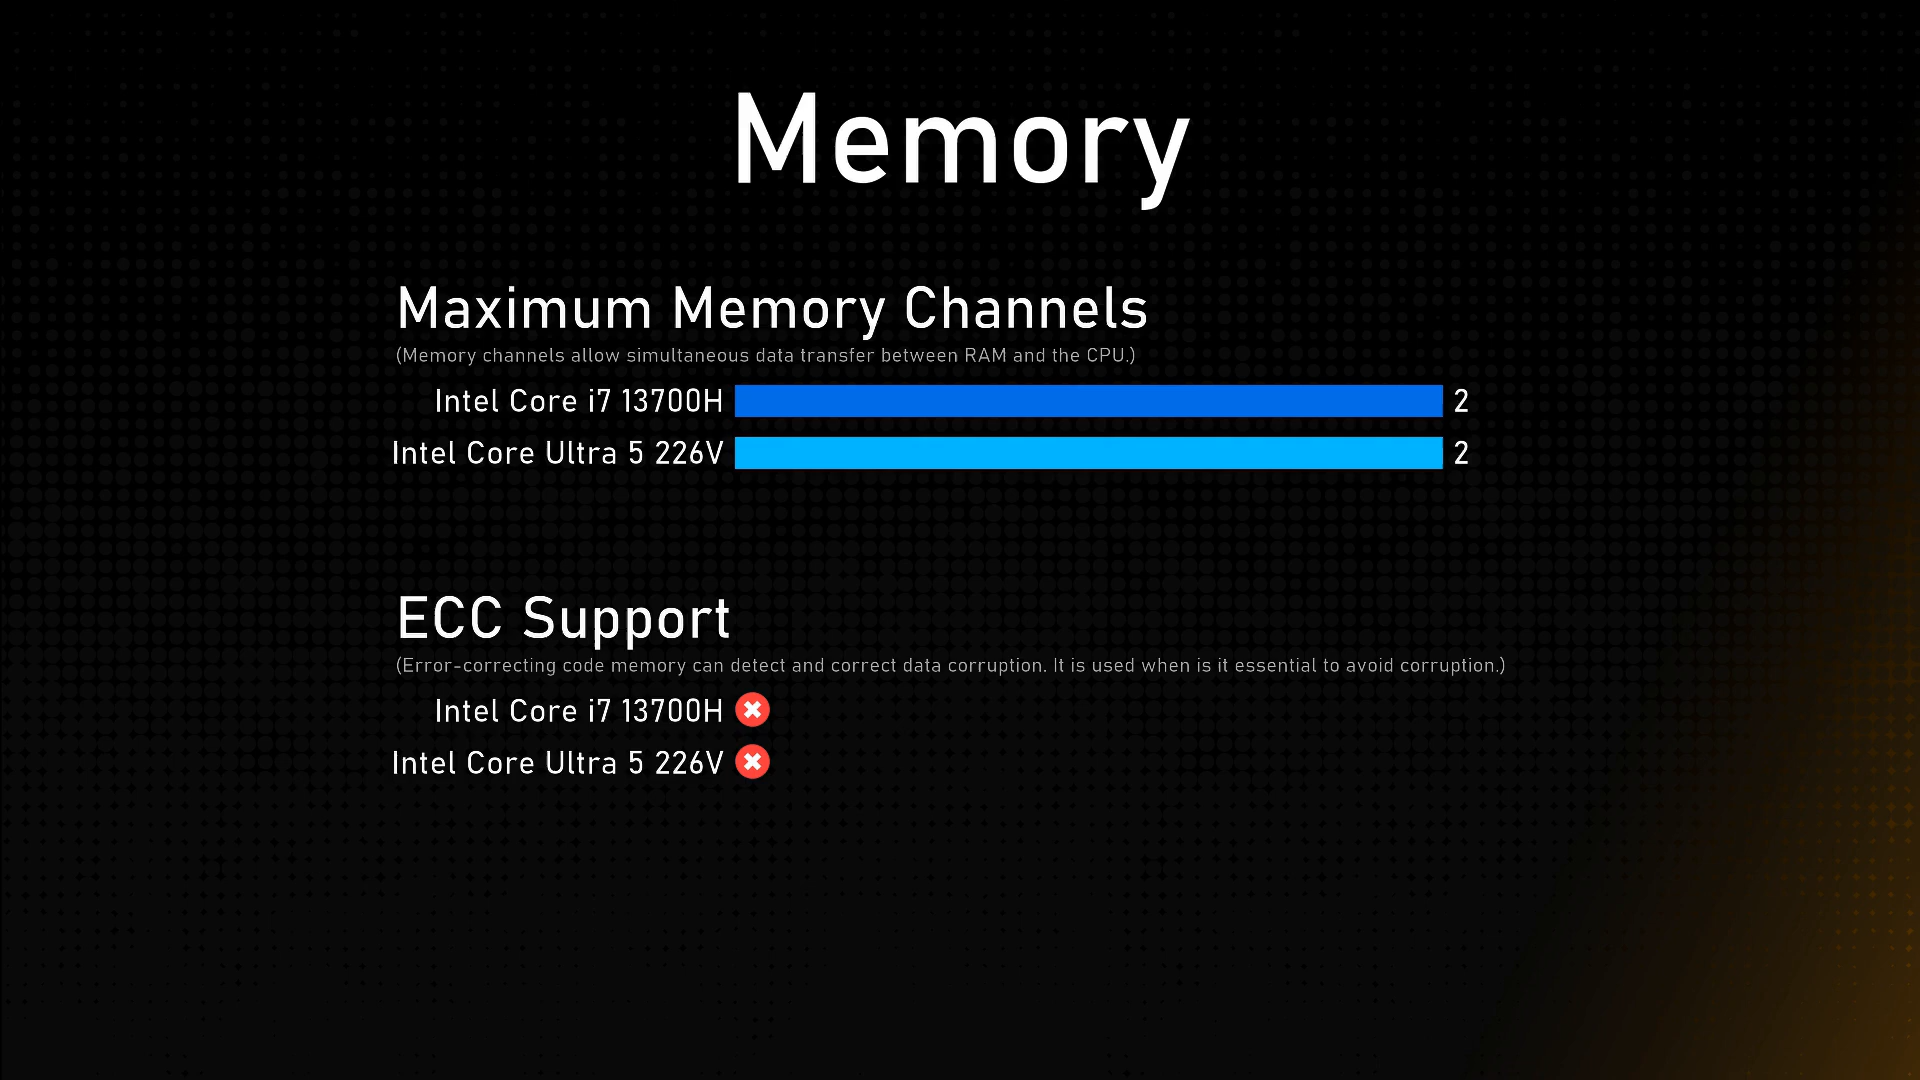 Memory
Maximum Memory Channels
(Memory channels allow simultaneous data transfer between RAM and the CPU.)
Intel Core i7 13700H 2
Intel Core Ultra 5 226V 2
ECC Support
(Error-correcting code memory can detect and correct data corruption. It is used when is it essential to avoid corruption.)
Intel Core i7 13700H
Intel Core Ultra 5 226V